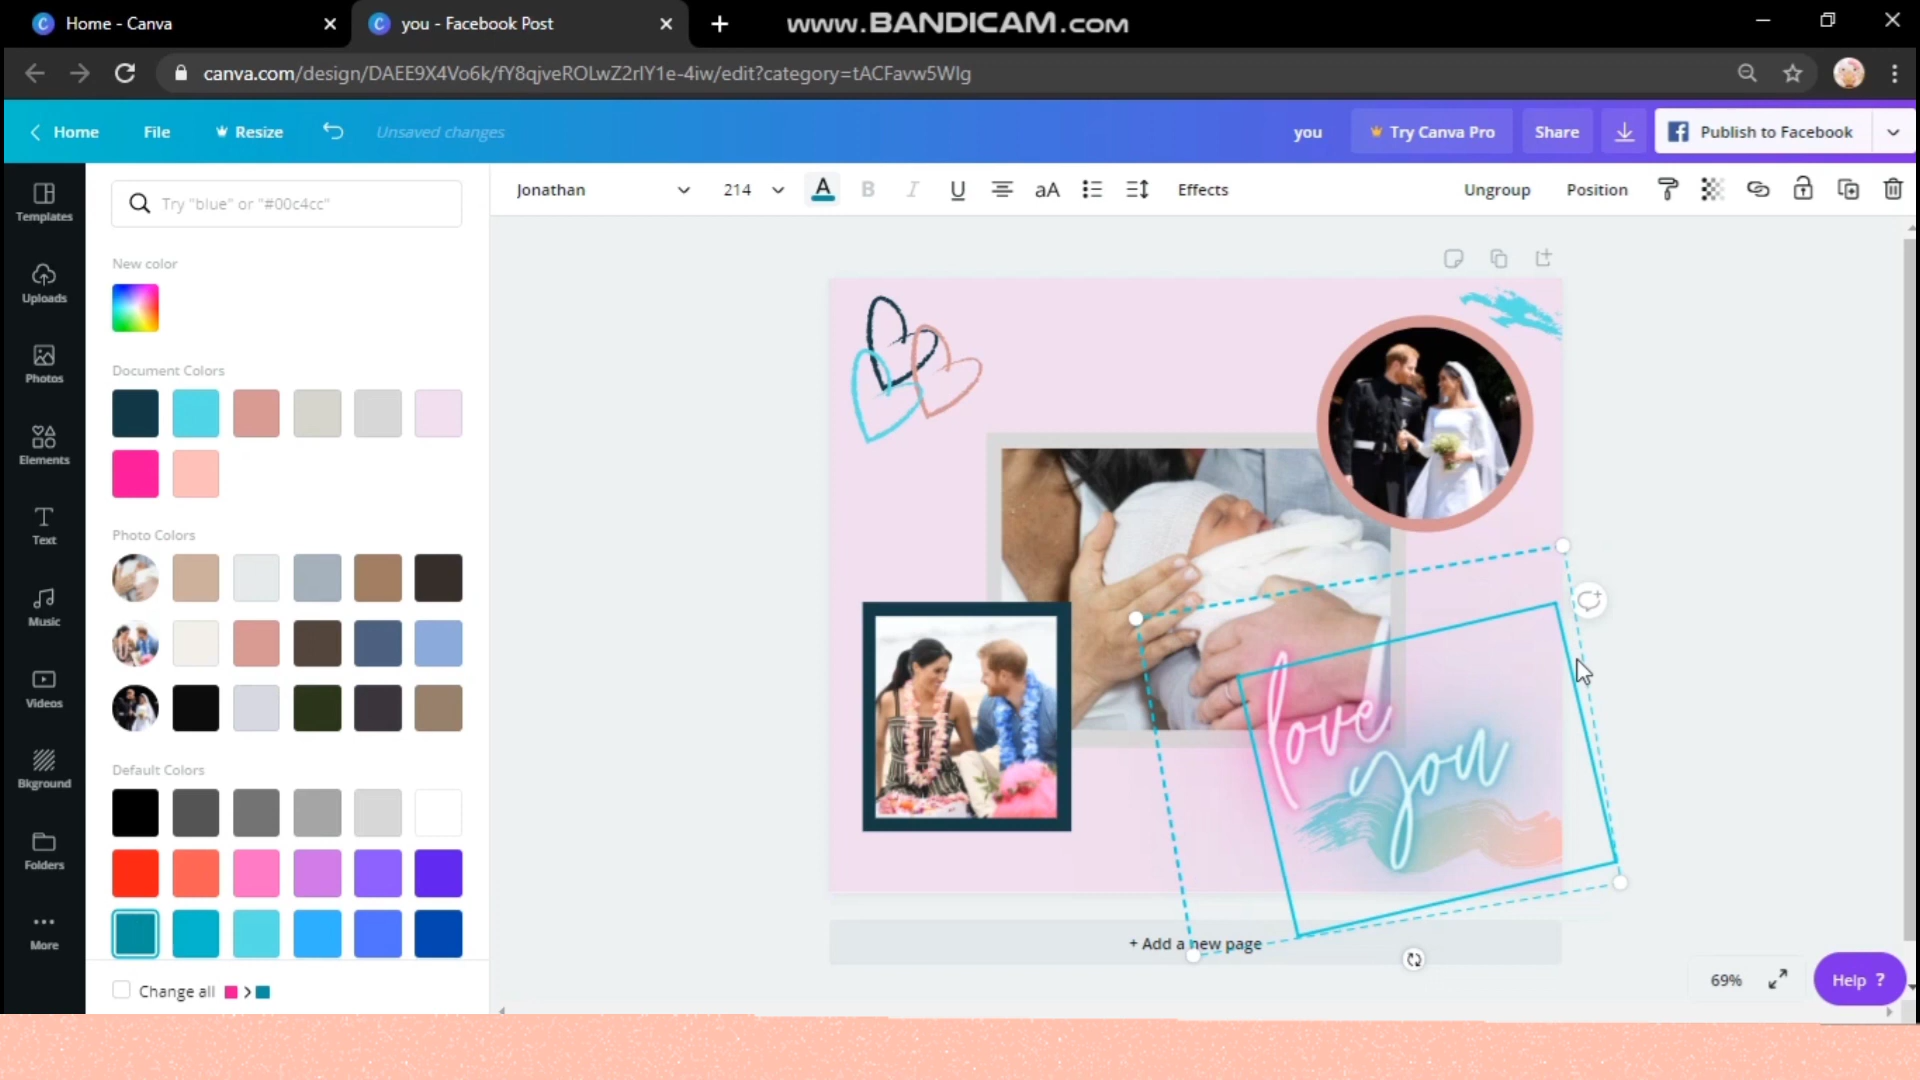 Home - Canva
you - Facebook Post
www.BANDICAM.com
canva.com/design/DAEE9X4Vo6k/fY8qjveROLwZ2rlY1e-4iw/edit?category=tACFavw5WIg
Home
File
Resize
Unsaved changes
you
Try Canva Pro
Share
Publish to Facebook
Templates
Uploads
Photos
Elements
Text
Music
Videos
Bkground
Folders
More
Try "blue" or "#00c4cc"
New color
Document Colors
Photo Colors
Default Colors
Change all
Jonathan
214
A
B
I
U
aA
Effects
Ungroup
Position
love
you
+ Add a new page
69%
Help ?